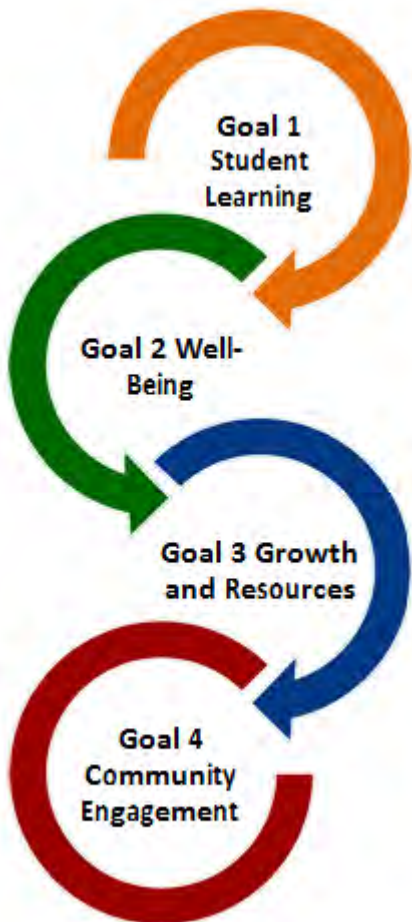 Goal 1
Student
Learning
Goal 2 Well-
Being
Goal 3 Growth
and Resources
Goal 4
Community
Engagement